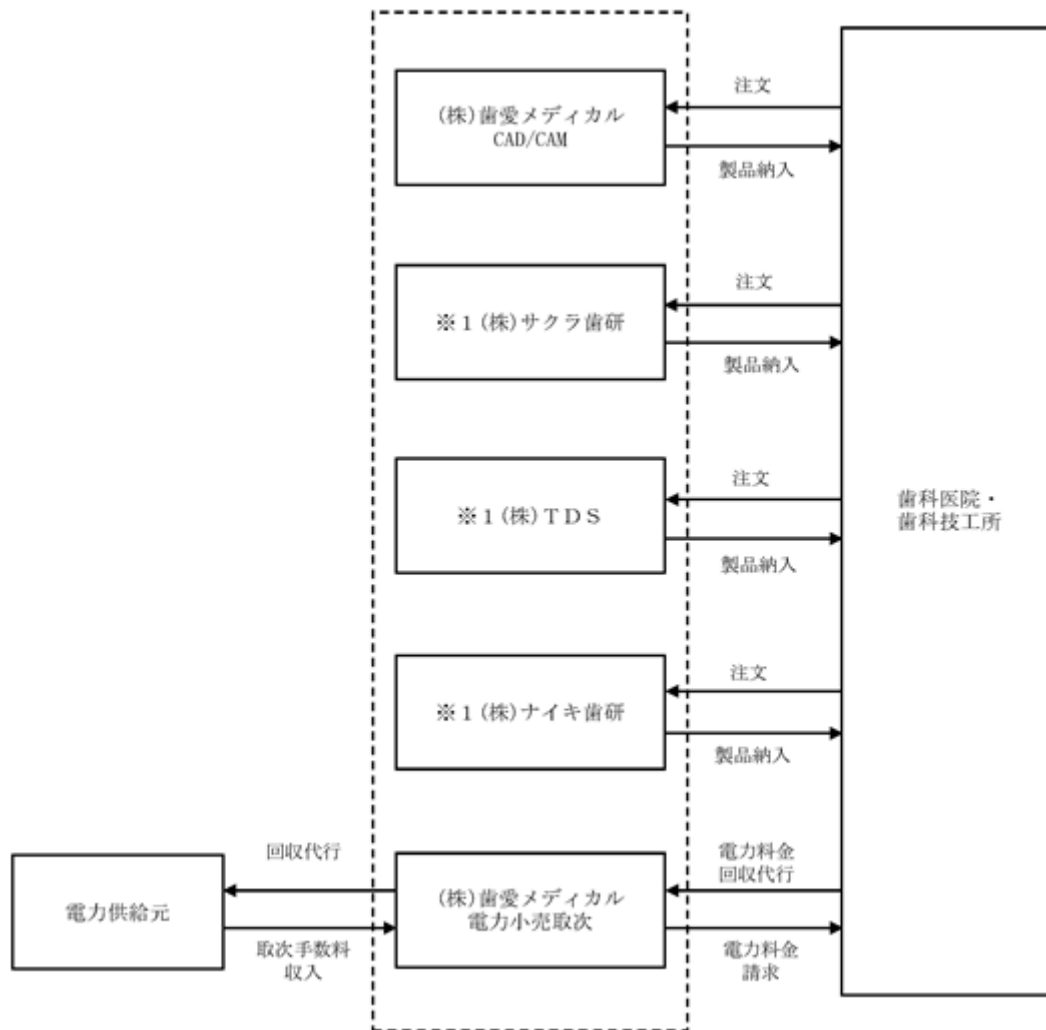 注文
(株)歯愛メディカル
CAD/CAM
製品納入
注文
※１(株)サクラ歯研
製品納入
注文
※１(株)ＴＤＳ
製品納入
歯科医院・
歯科技工所
注文
※１(株)ナイキ歯研
製品納入
回収代行
電力料金
回収代行
電力供給元
(株)歯愛メディカル
電力小売取次
取次手数料
収入
電力料金
請求